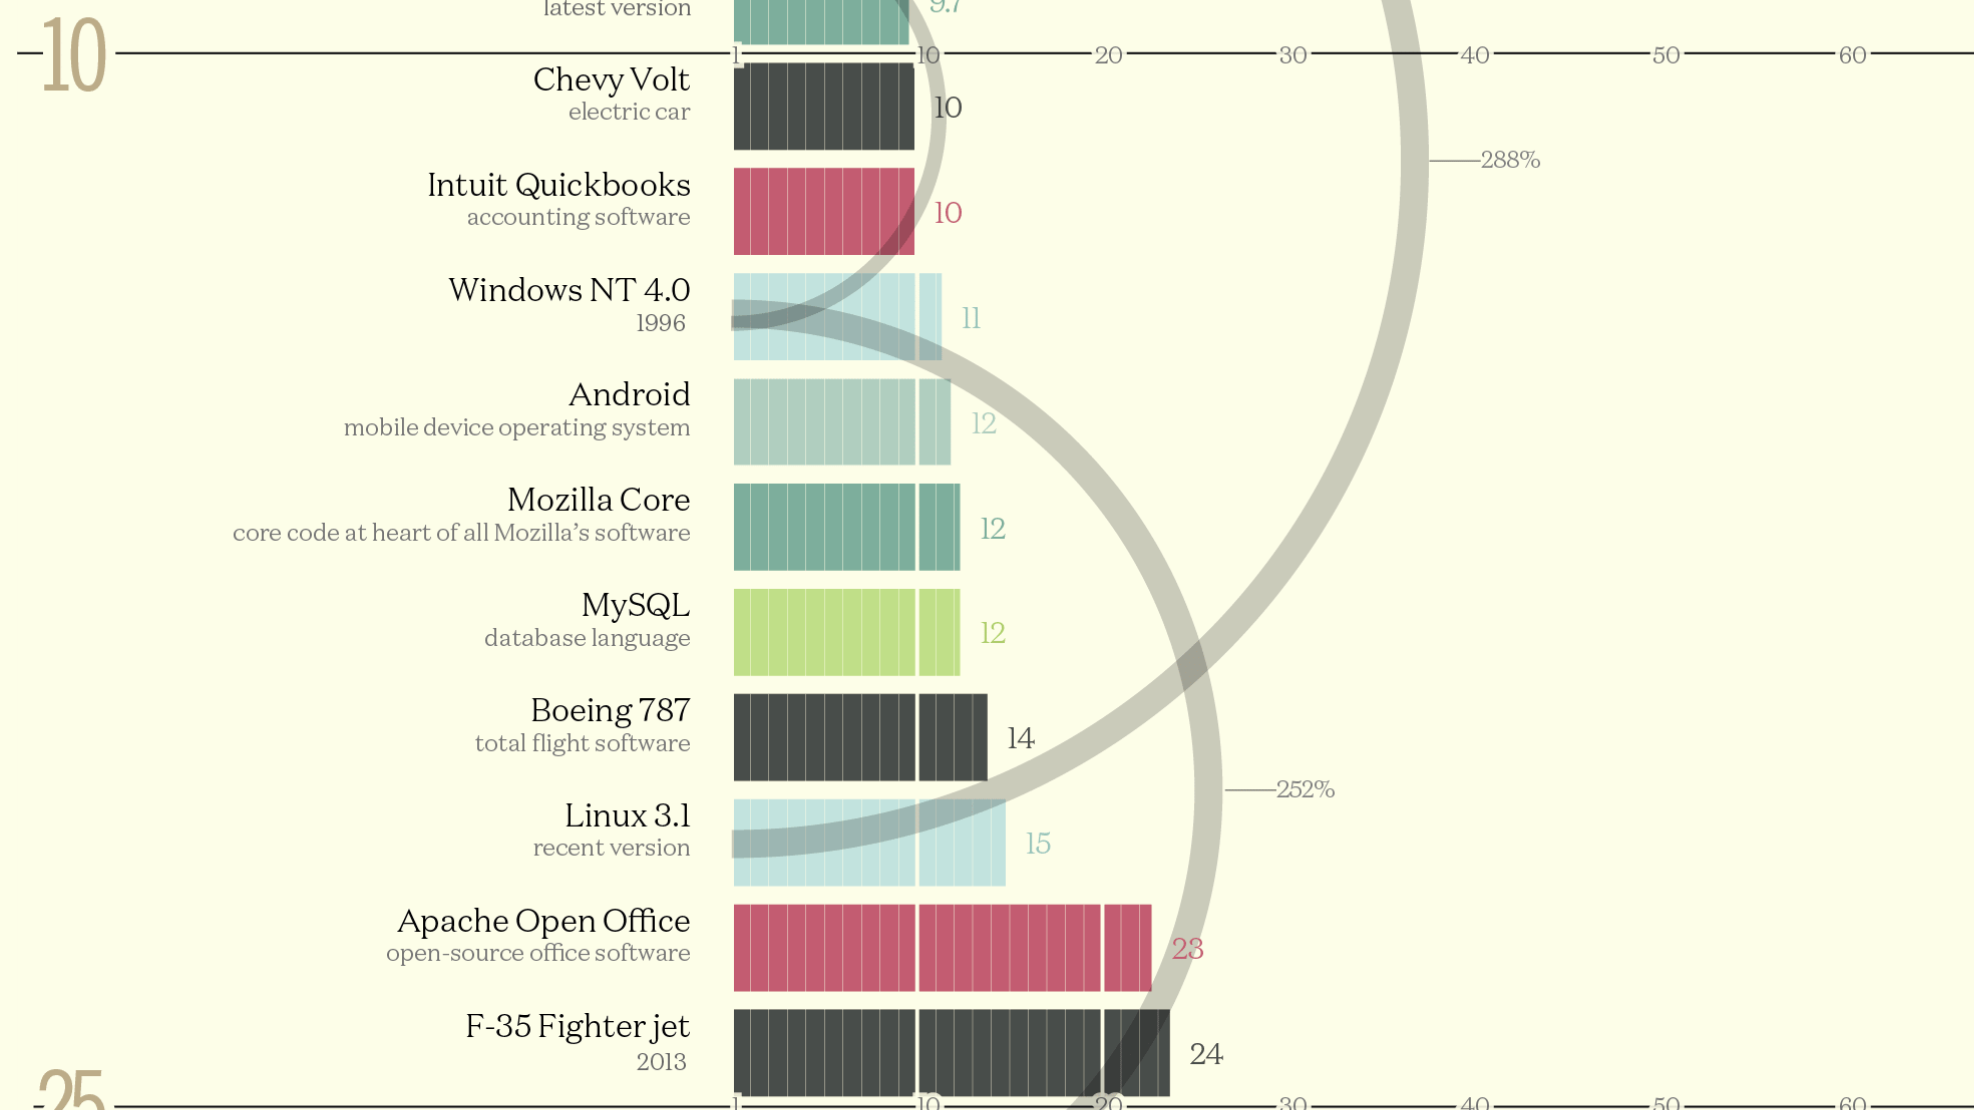 latest version 9.7
10 1 10 20 30 40 50 60
Chevy Volt
electric car
10
288%
Intuit Quickbooks
accounting software
10
Windows NT 4.0
1996
11
Android
mobile device operating system
12
Mozilla Core
core code at heart of all Mozilla's software
12
MySQL
database language
12
Boeing 787
total flight software
14
252%
Linux 3.1
recent version
15
Apache Open Office
open-source office software
23
F-35 Fighter jet
2013
24
25 1 10 20 30 40 50 60